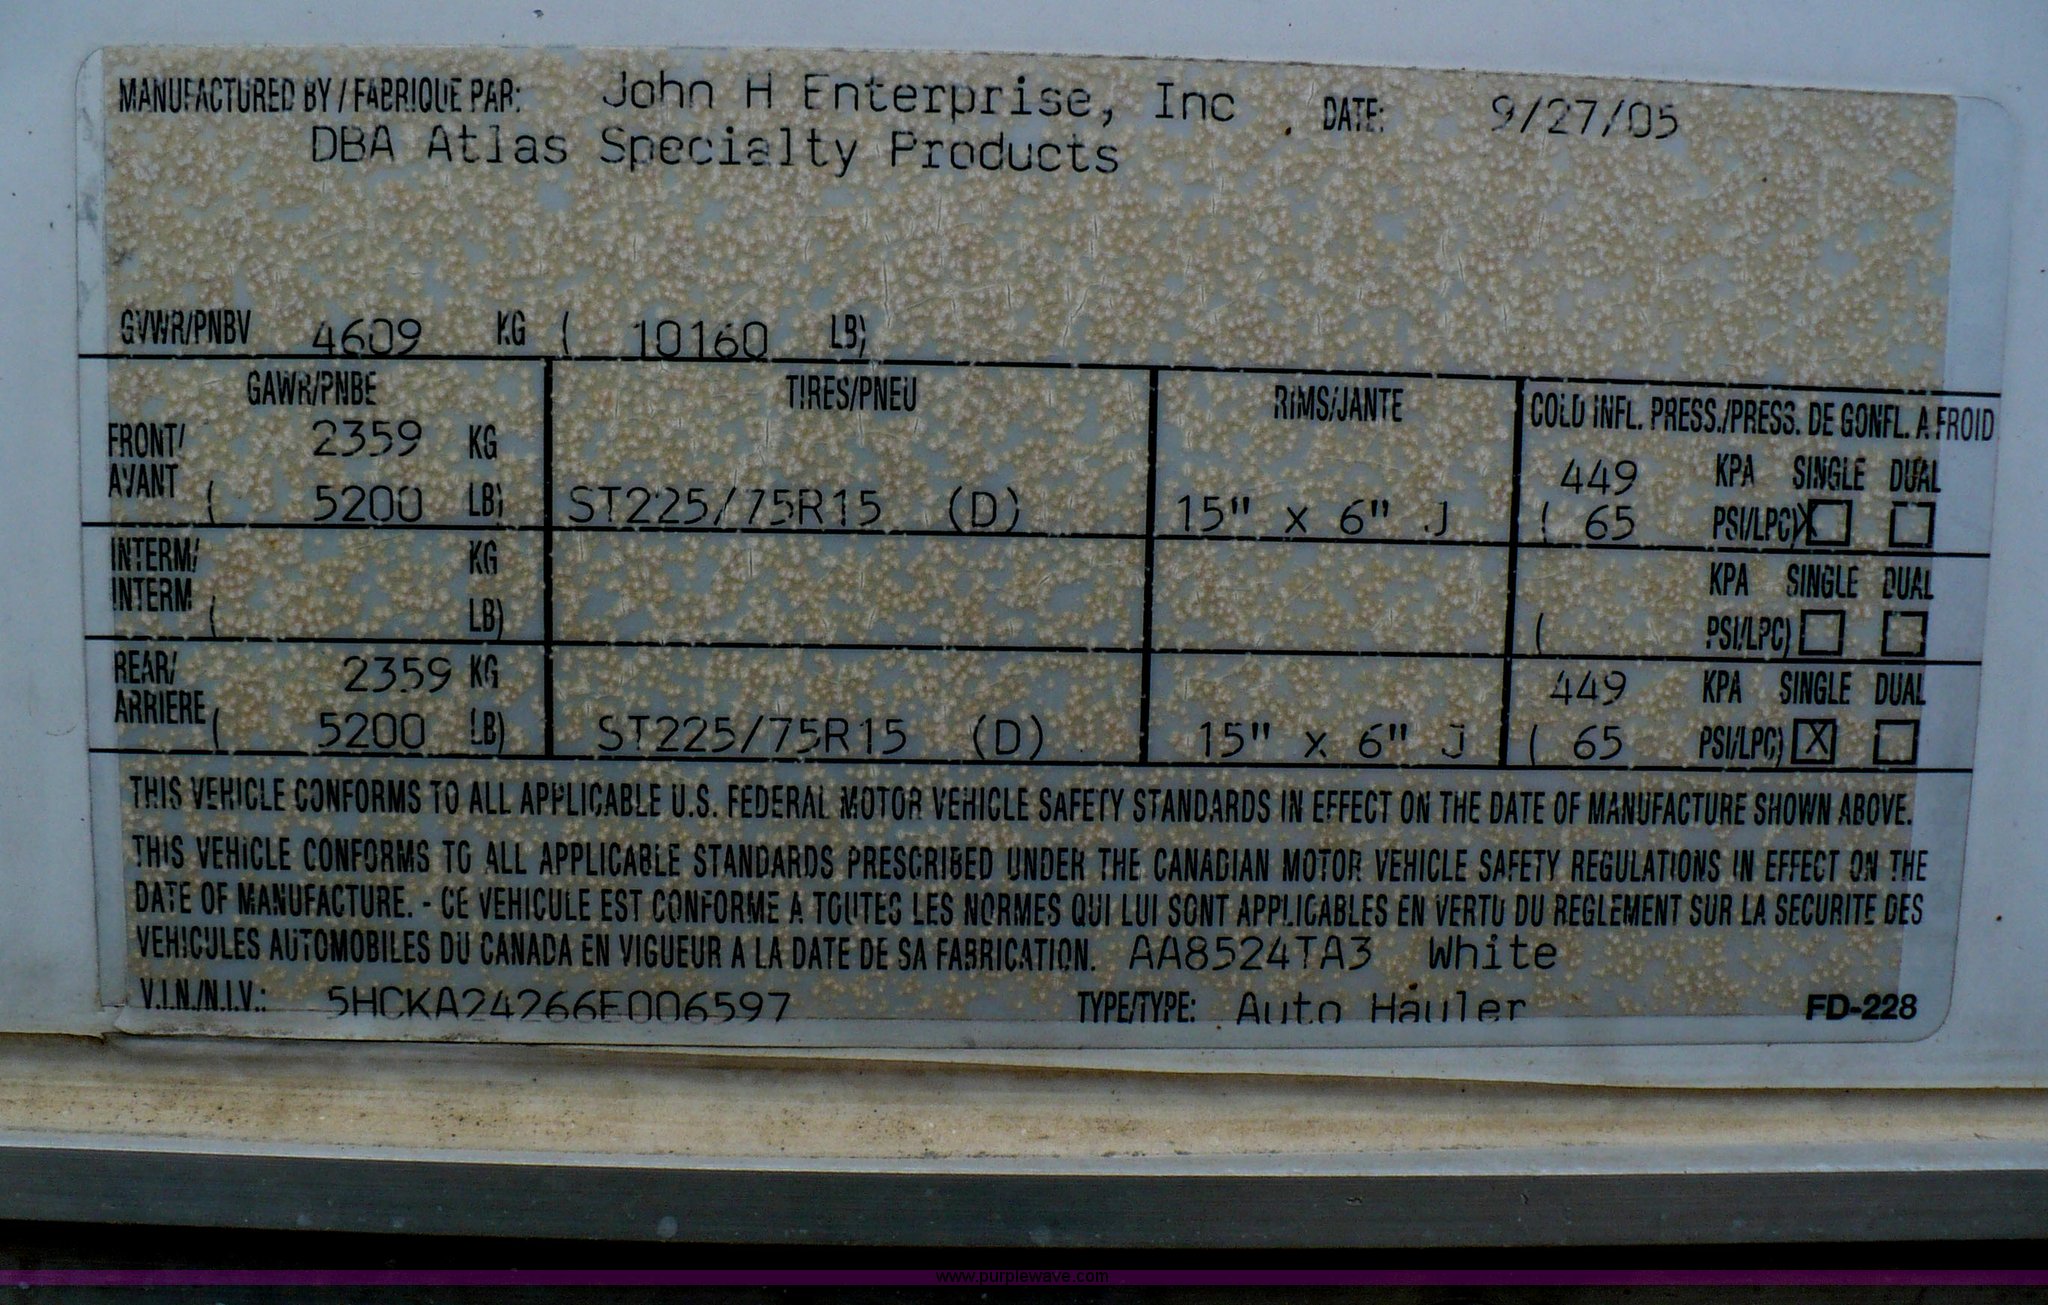 MANUFACTURED BY / FABRIQUE PAR: John H Enterprise, Inc DATE: 9/27/05
DBA Atlas Specialty Products
GVWR/PNBV 4609 KG ( 10160 LB)
GAWR/PNBE TIRES/PNEU RIMS/JANTE COLD INFL. PRESS./PRESS. DE GONFL. A FROID
FRONT/ 2359 KG 449 KPA SINGLE DUAL
AVANT ( 5200 LB) ST225/75R15 (D) 15" x 6" J ( 65 PSI/LPC) X
INTERM/ KG KPA SINGLE DUAL
INTERM ( LB) ( PSI/LPC)
REAR/ 2359 KG 449 KPA SINGLE DUAL
ARRIERE ( 5200 LB) ST225/75R15 (D) 15" x 6" J ( 65 PSI/LPC) X
THIS VEHICLE CONFORMS TO ALL APPLICABLE U.S. FEDERAL MOTOR VEHICLE SAFETY STANDARDS IN EFFECT ON THE DATE OF MANUFACTURE SHOWN ABOVE.
THIS VEHICLE CONFORMS TO ALL APPLICABLE STANDARDS PRESCRIBED UNDER THE CANADIAN MOTOR VEHICLE SAFETY REGULATIONS IN EFFECT ON THE
DATE OF MANUFACTURE. - CE VEHICULE EST CONFORME A TOUTES LES NORMES QUI LUI SONT APPLICABLES EN VERTU DU REGLEMENT SUR LA SECURITE DES
VEHICULES AUTOMOBILES DU CANADA EN VIGUEUR A LA DATE DE SA FABRICATION. AA8524TA3 White
V.I.N./N.I.V.: 5HCKA24266E006597 TYPE/TYPE: Auto Hauler FD-228
www.purplewave.com